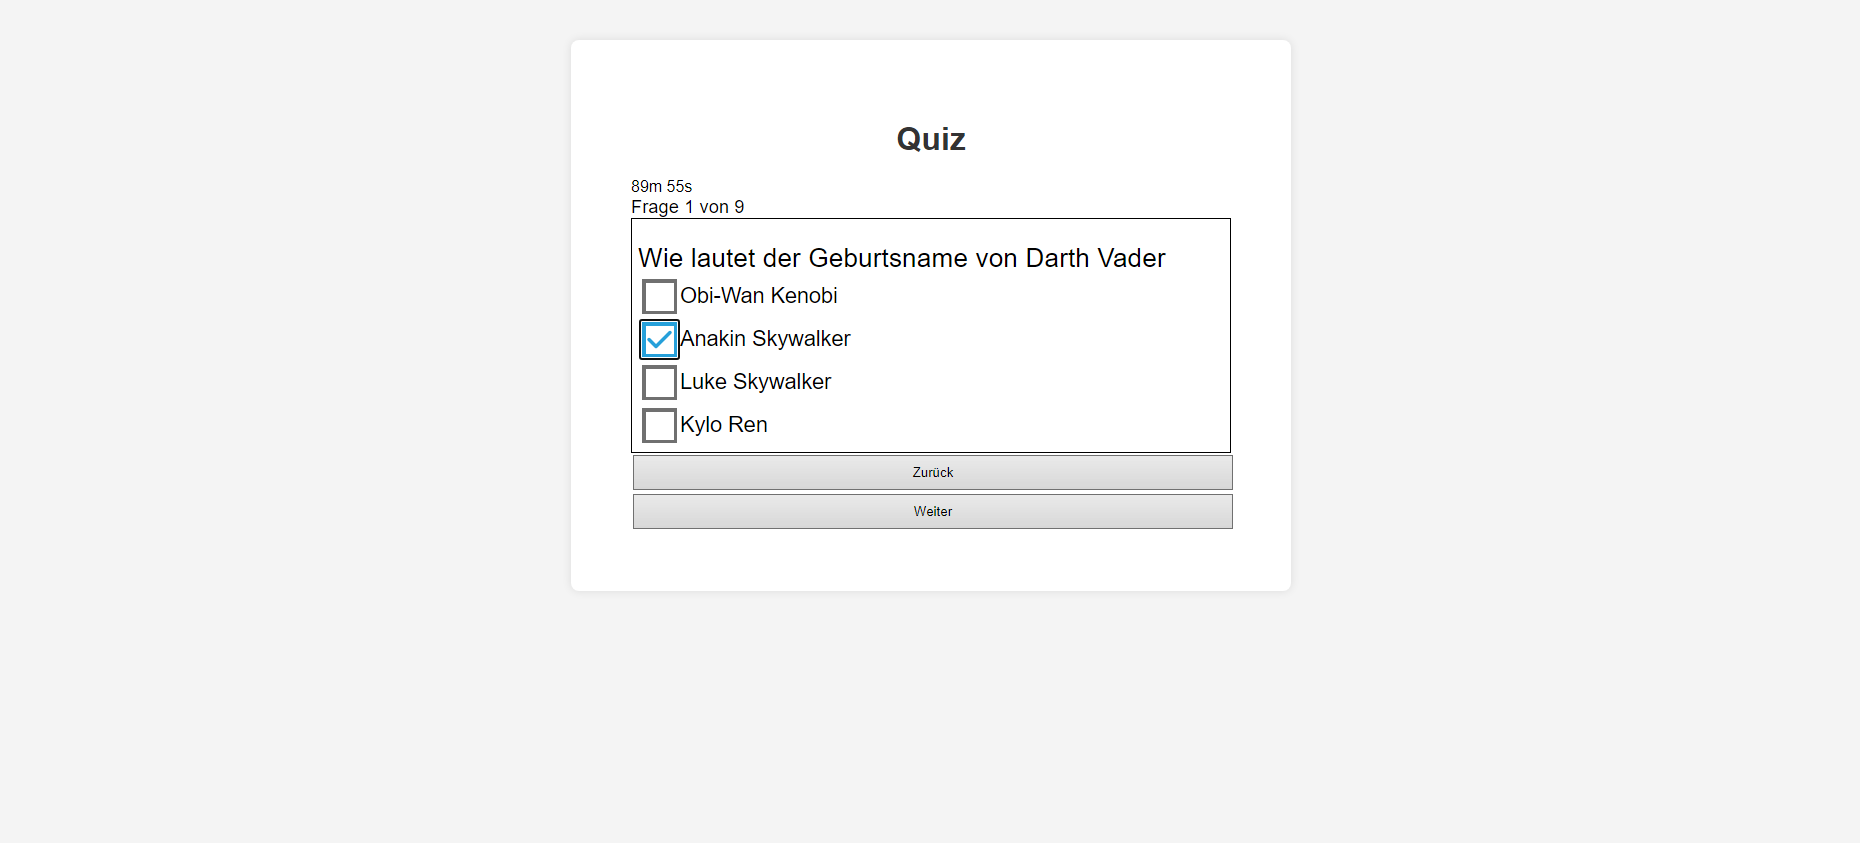 Quiz
89m 55s
Frage 1 von 9
Wie lautet der Geburtsname von Darth Vader
Obi-Wan Kenobi
Anakin Skywalker
Luke Skywalker
Kylo Ren
Zurück
Weiter